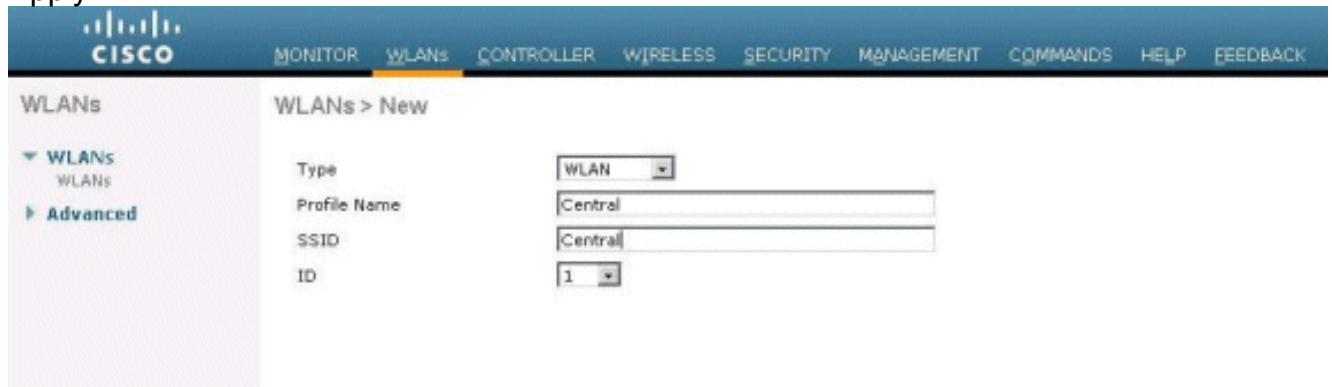 CISCO
MONITOR WLANs CONTROLLER WIRELESS SECURITY MANAGEMENT COMMANDS HELP FEEDBACK
WLANs
WLANs
WLANs
Advanced
WLANs > New
Type WLAN
Profile Name Central
SSID Central
ID 1